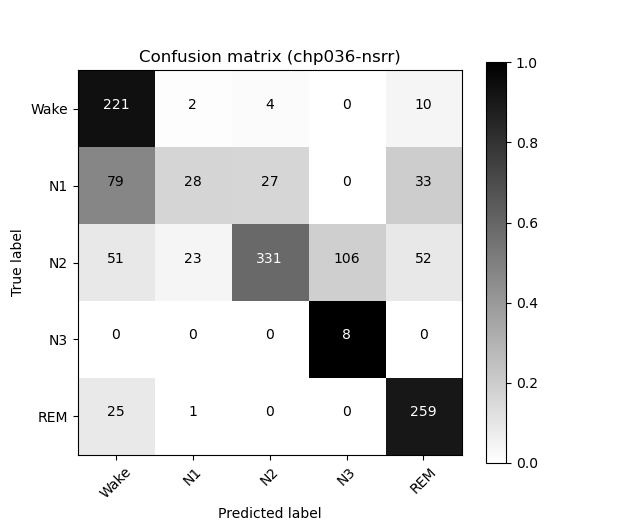 Confusion matrix (chp036-nsrr)
1.0
Wake 221 2 4 0 10
0.8
N1 79 28 27 0 33
0.6
True label
N2 51 23 331 106 52
0.4
N3 0 0 0 8 0
0.2
REM 25 1 0 0 259
0.0
Wake N1 N2 N3 REM
Predicted label